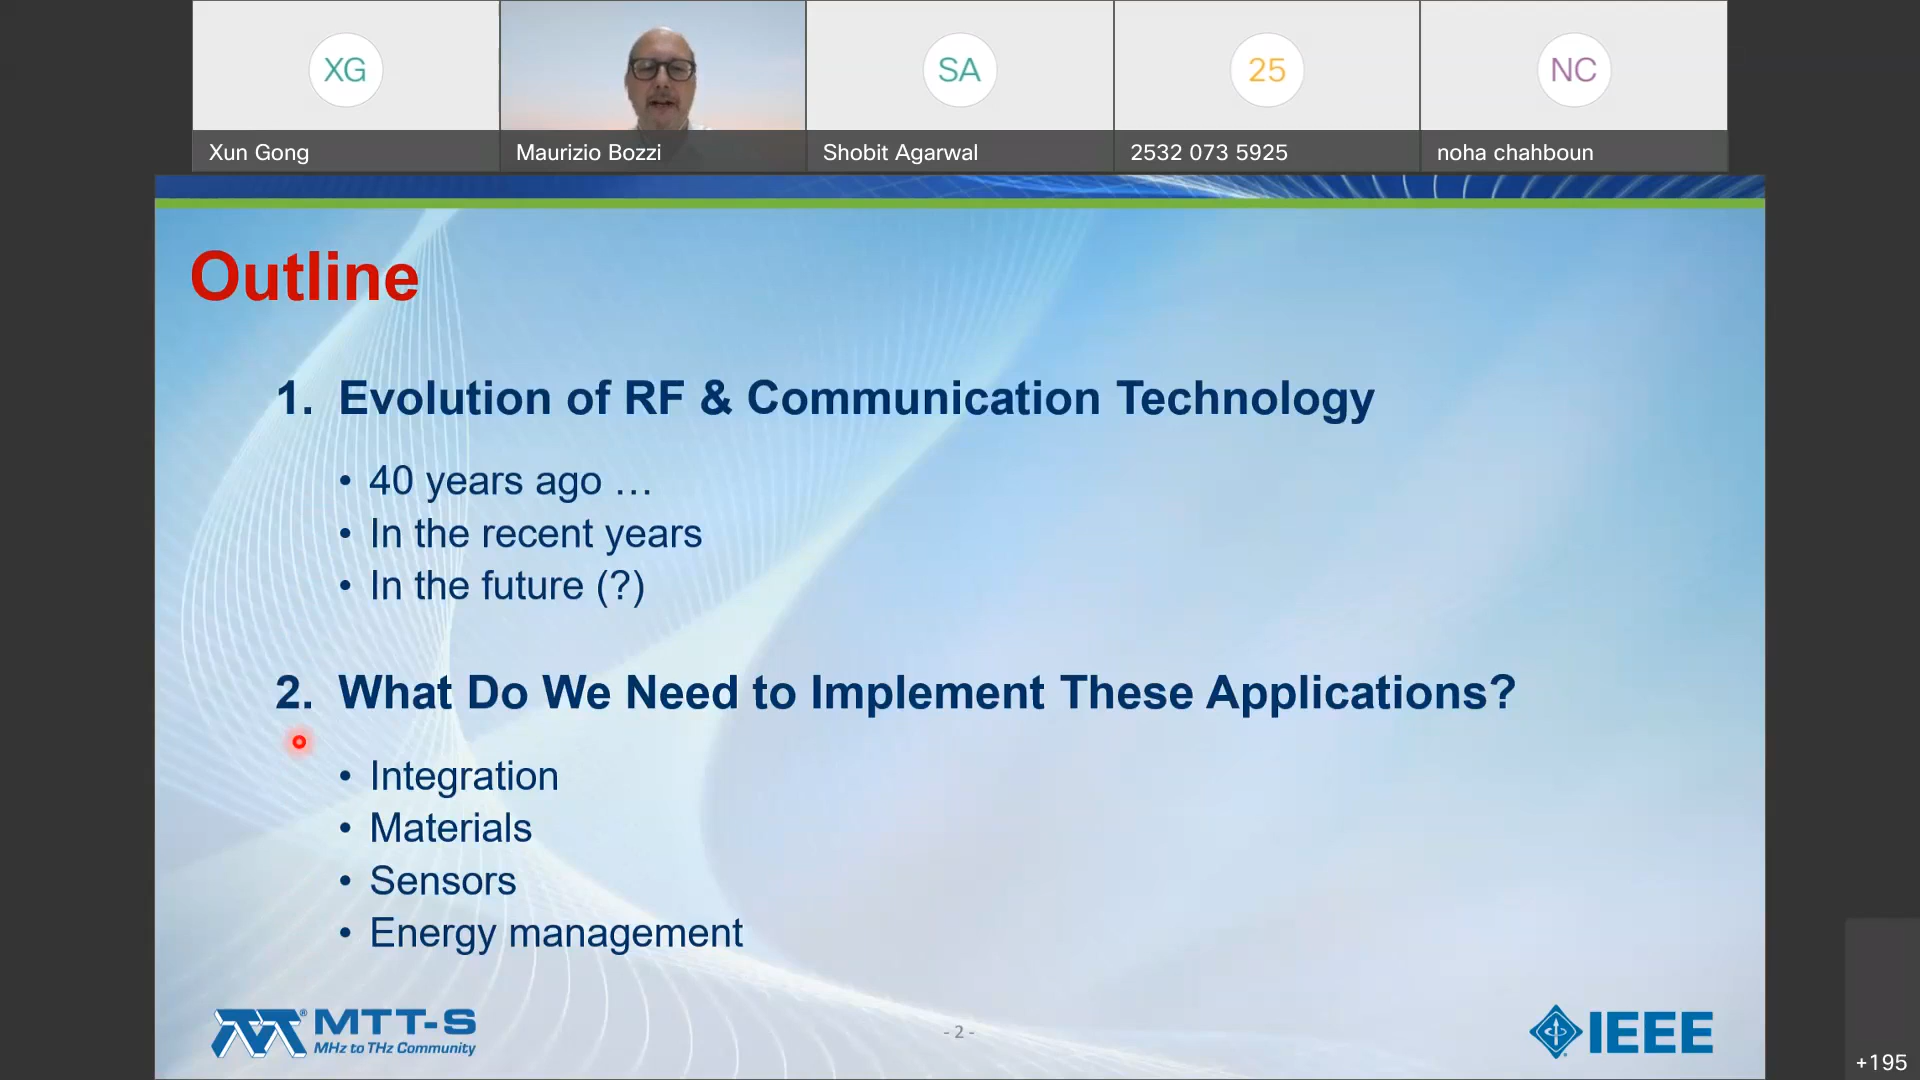 XG
SA
25
NC
Xun Gong
Maurizio Bozzi
Shobit Agarwal
2532 073 5925
noha chahboun
Outline
1. Evolution of RF & Communication Technology
• 40 years ago …
• In the recent years
• In the future (?)
2. What Do We Need to Implement These Applications?
• Integration
• Materials
• Sensors
• Energy management
MTT-S
MHz to THz Community
- 2 -
IEEE
+195